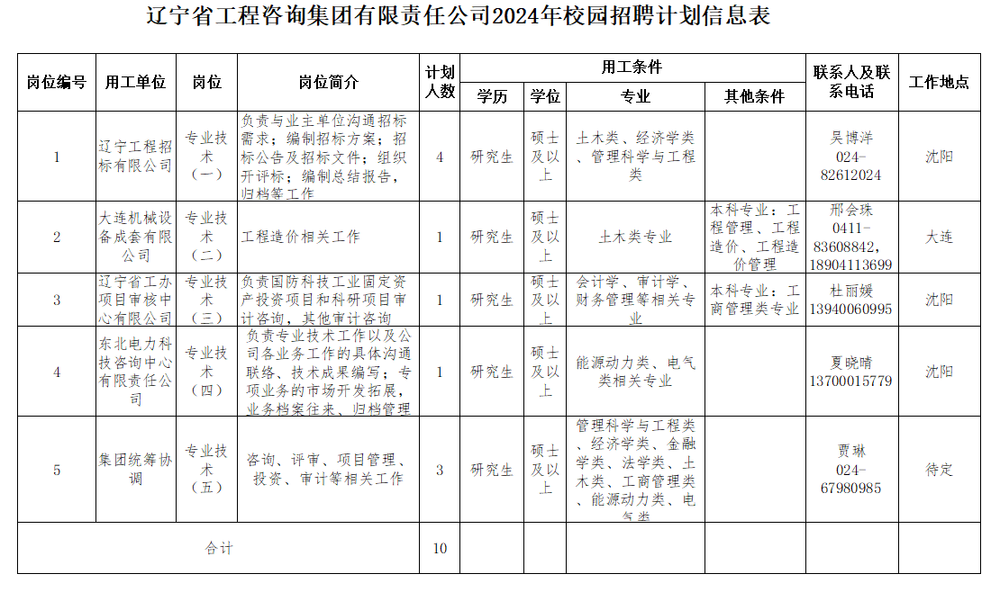 辽宁省工程咨询集团有限责任公司2024年校园招聘计划信息表
岗位编号
用工单位
岗位
岗位简介
计划
人数
用工条件
联系人及联
系电话
工作地点
学历
学位
专业
其他条件
1
辽宁工程招
标有限公司
专业技
术
（一）
负责与业主单位沟通招标
需求；编制招标方案；招
标公告及招标文件；组织
开评标；编制总结报告，
归档等工作
4
研究生
硕士
及以
上
土木类、经济学类
、管理科学与工程
类
吴博洋
024-
82612024
沈阳
2
大连机械设
备成套有限
公司
专业技
术
（二）
工程造价相关工作
1
研究生
硕士
及以
上
土木类专业
本科专业：工
程管理、工程
造价、工程造
价管理
邢会珠
0411-
83608842，
18904113699
大连
3
辽宁省工办
项目审核中
心有限公司
专业技
术
（三）
负责国防科技工业固定资
产投资项目和科研项目审
计咨询，其他审计咨询
1
研究生
硕士
及以
上
会计学、审计学、
财务管理等相关专
业
本科专业：工
商管理类专业
杜丽媛
13940060995
沈阳
4
东北电力科
技咨询中心
有限责任公
司
专业技
术
（四）
负责专业技术工作以及公
司各业务工作的具体沟通
联络、技术成果编写；专
项业务的市场开发拓展，
业务档案往来、归档管理
1
研究生
硕士
及以
上
能源动力类、电气
类相关专业
夏晓晴
13700015779
沈阳
5
集团统筹协
调
专业技
术
（五）
咨询、评审、项目管理、
投资、审计等相关工作
3
研究生
硕士
及以
上
管理科学与工程类
、经济学类、金融
学类、法学类、土
木类、工商管理类
、能源动力类、电
气类
贾琳
024-
67980985
待定
合计
10